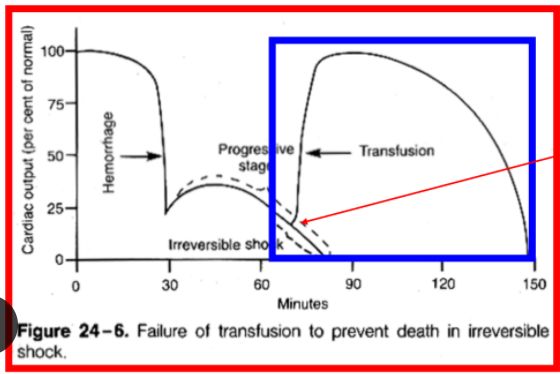 Cardiac output (per cent of normal)
100
75
50
25
0
Hemorrhage
Progressive
stage
Transfusion
Irreversible shock
0
30
60
90
120
150
Minutes
Figure 24–6. Failure of transfusion to prevent death in irreversible
shock.